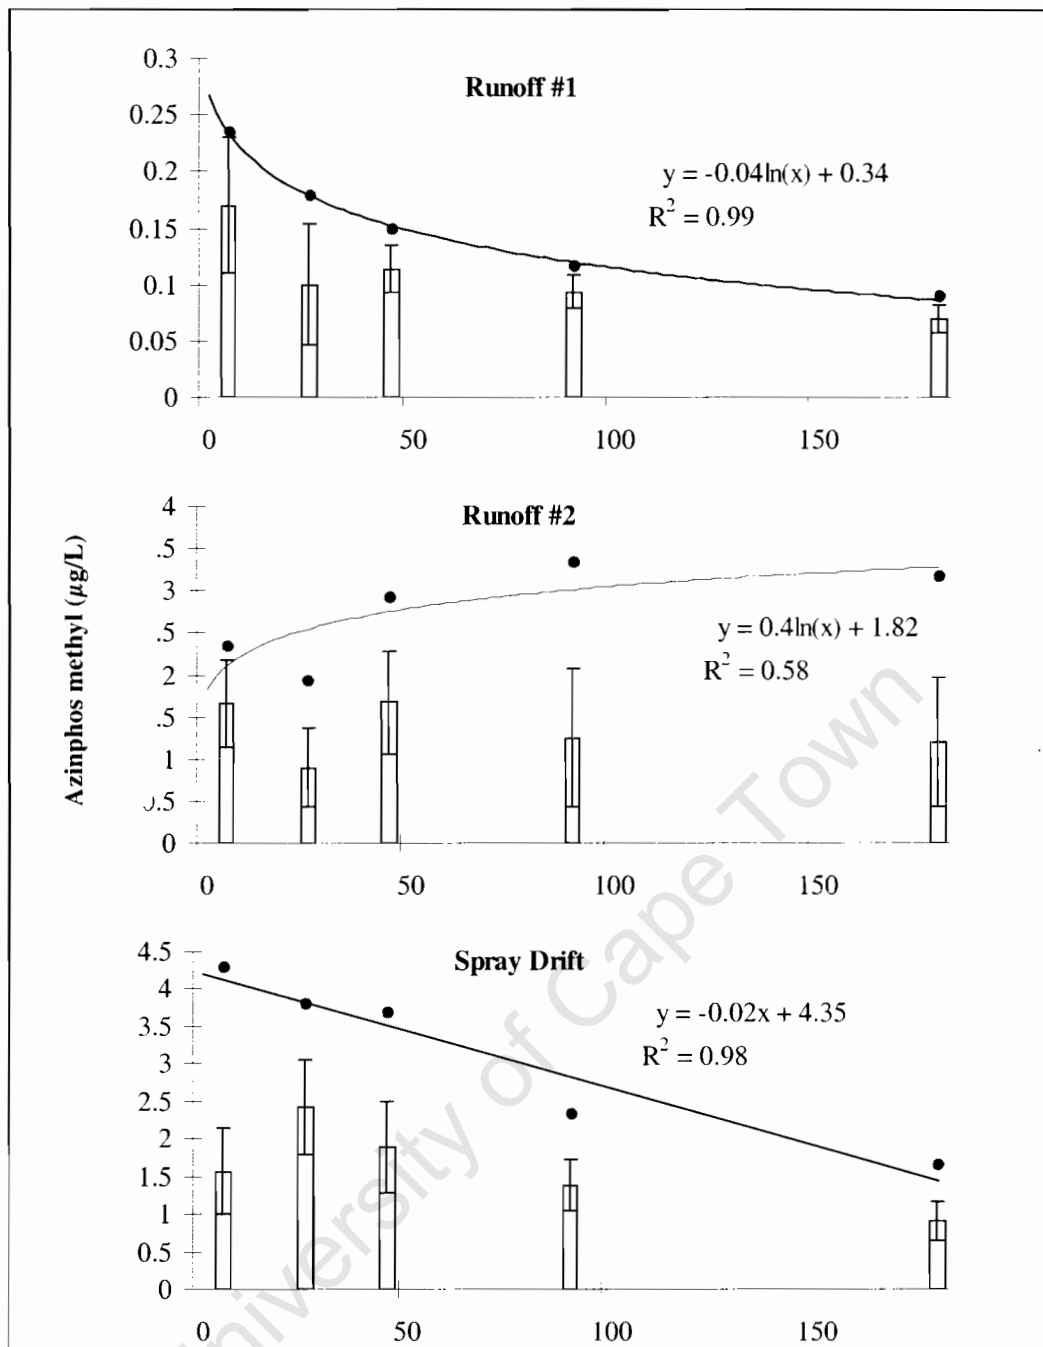 Azinphos methyl (µg/L)
Runoff #1
0.3
0.25
0.2
0.15
0.1
0.05
0
y = -0.04ln(x) + 0.34
R² = 0.99
0 50 100 150
Runoff #2
4
.5
3
.5
2
.5
1
0.5
0
y = 0.4ln(x) + 1.82
R² = 0.58
0 50 100 150
Spray Drift
4.5
4
3.5
3
2.5
2
1.5
1
0.5
0
y = -0.02x + 4.35
R² = 0.98
0 50 100 150
University of Cape Town